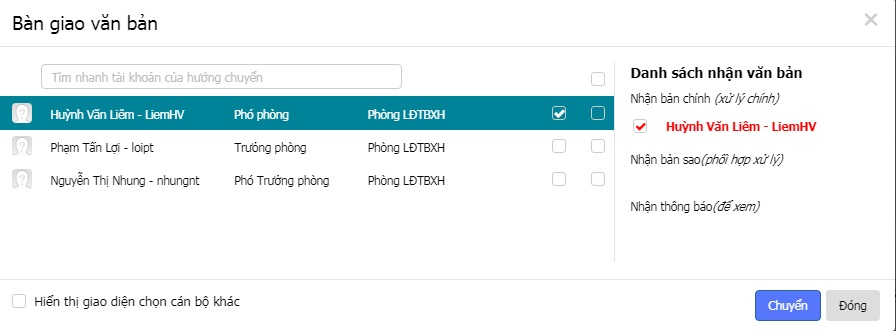 Bàn giao văn bản
×
Tìm nhanh tài khoản của hướng chuyển
Huỳnh Văn Liêm - LiemHV Phó phòng Phòng LĐTBXH
Phạm Tấn Lợi - loipt Trưởng phòng Phòng LĐTBXH
Nguyễn Thị Nhung - nhungnt Phó Trưởng phòng Phòng LĐTBXH
Danh sách nhận văn bản
Nhận bản chính (xử lý chính)
Huỳnh Văn Liêm - LiemHV
Nhận bản sao(phối hợp xử lý)
Nhận thông báo(để xem)
Hiển thị giao diện chọn cán bộ khác
Chuyển Đóng